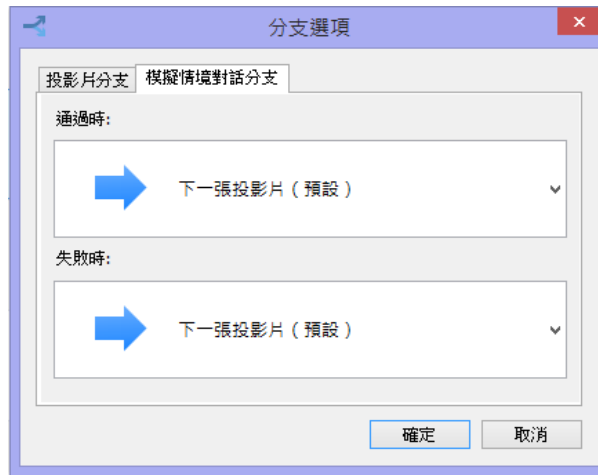 分支選項
投影片分支 模擬情境對話分支
通過時:
下一張投影片（預設）
失敗時:
下一張投影片（預設）
確定 取消